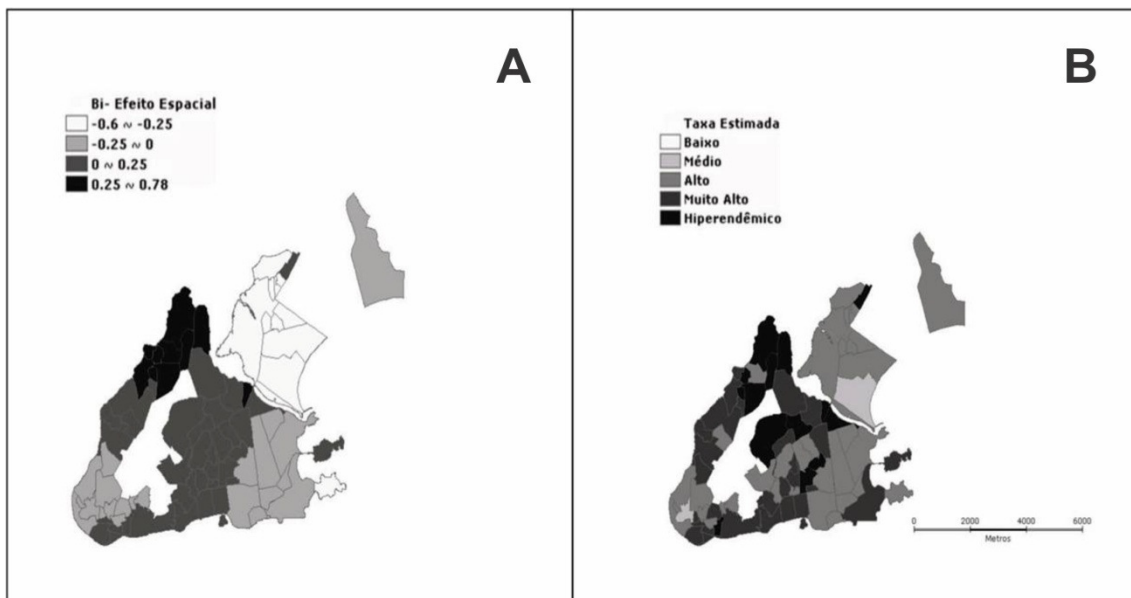 A
Bi- Efeito Espacial
-0.6 ~ -0.25
-0.25 ~ 0
0 ~ 0.25
0.25 ~ 0.78
B
Taxa Estimada
Baixo
Médio
Alto
Muito Alto
Hiperendêmico
0 2000 4000 6000
Metros